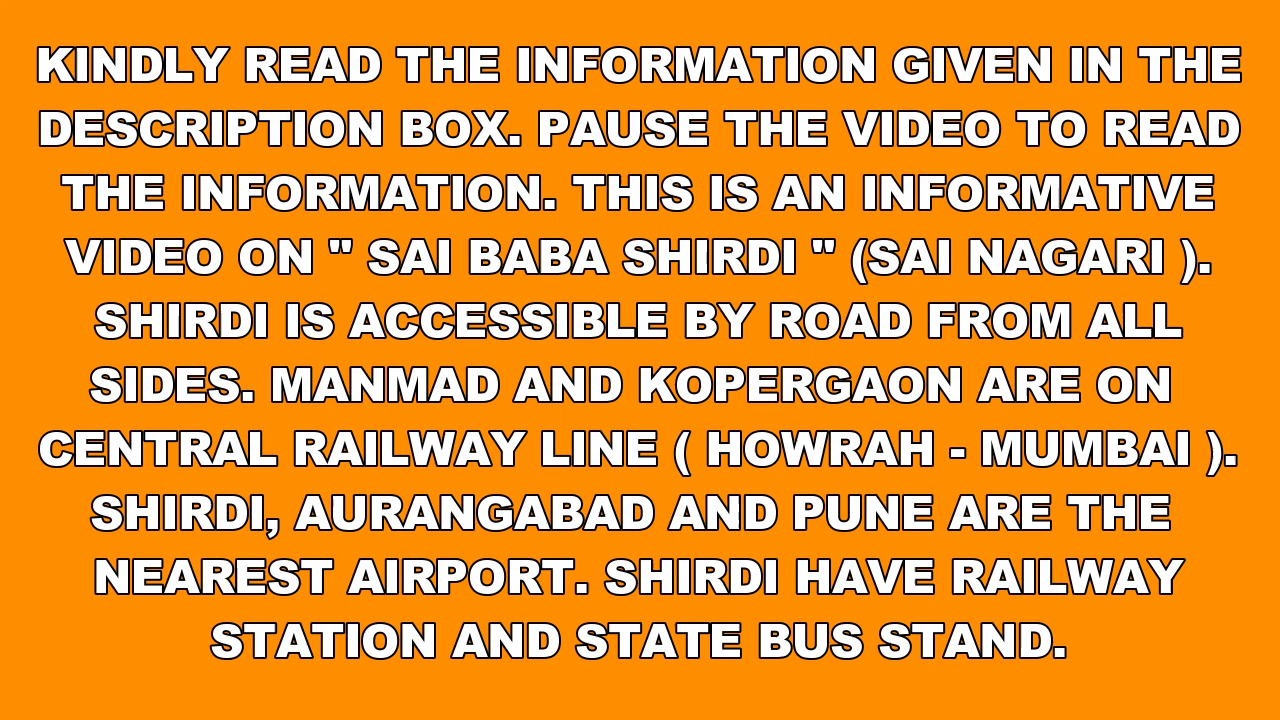 KINDLY READ THE INFORMATION GIVEN IN THE
DESCRIPTION BOX. PAUSE THE VIDEO TO READ
THE INFORMATION. THIS IS AN INFORMATIVE
VIDEO ON " SAI BABA SHIRDI " (SAI NAGARI ).
SHIRDI IS ACCESSIBLE BY ROAD FROM ALL
SIDES. MANMAD AND KOPERGAON ARE ON
CENTRAL RAILWAY LINE ( HOWRAH - MUMBAI ).
SHIRDI, AURANGABAD AND PUNE ARE THE
NEAREST AIRPORT. SHIRDI HAVE RAILWAY
STATION AND STATE BUS STAND.